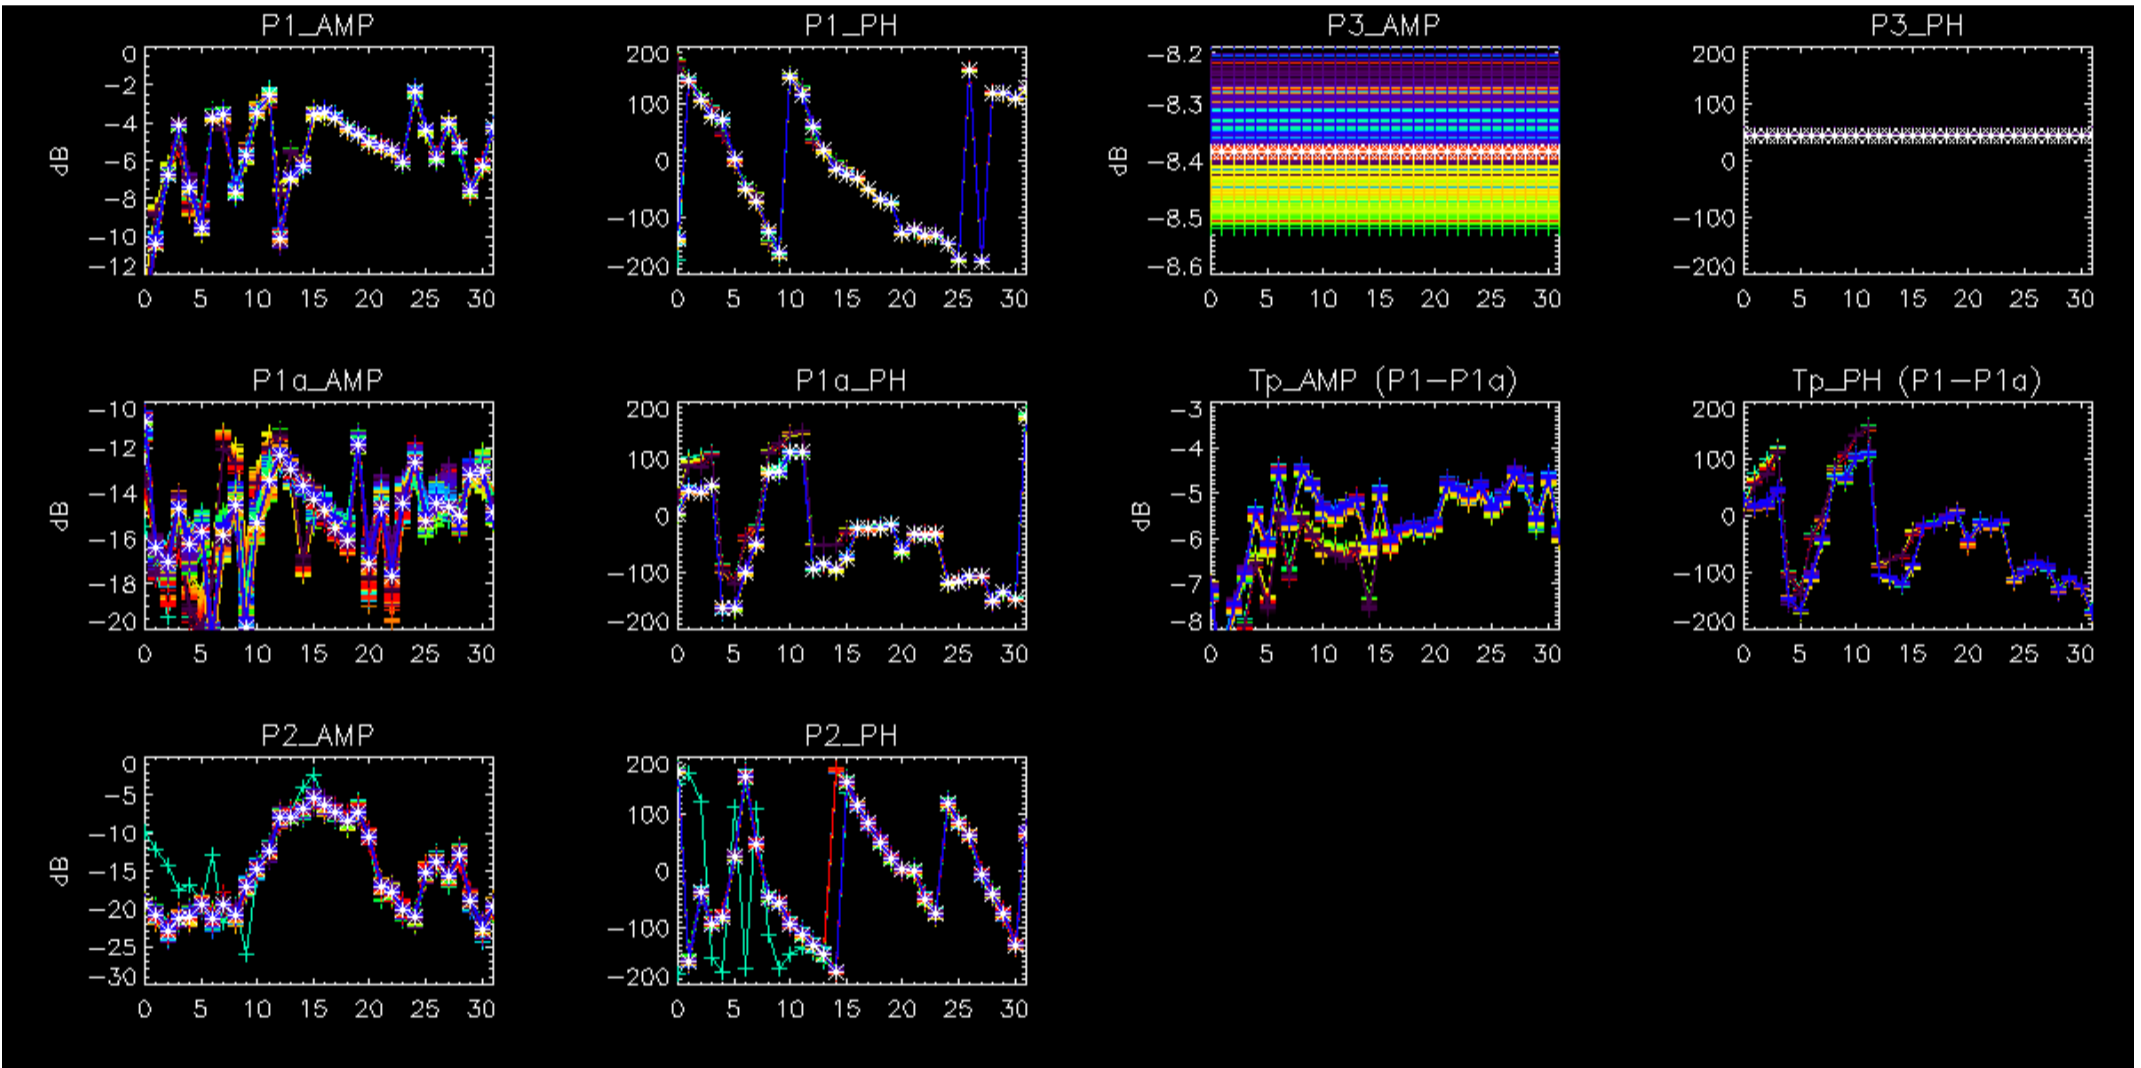 P1_AMP
0
-2
-4
-6
-8
-10
-12
dB
0 5 10 15 20 25 30
P1_PH
200
100
0
-100
-200
0 5 10 15 20 25 30
P3_AMP
-8.2
-8.3
-8.4
-8.5
-8.6
dB
0 5 10 15 20 25 30
P3_PH
200
100
0
-100
-200
0 5 10 15 20 25 30
P1a_AMP
-10
-12
-14
-16
-18
-20
dB
0 5 10 15 20 25 30
P1a_PH
200
100
0
-100
-200
0 5 10 15 20 25 30
Tp_AMP (P1-P1a)
-3
-4
-5
-6
-7
-8
dB
0 5 10 15 20 25 30
Tp_PH (P1-P1a)
200
100
0
-100
-200
0 5 10 15 20 25 30
P2_AMP
0
-5
-10
-15
-20
-25
-30
dB
0 5 10 15 20 25 30
P2_PH
200
100
0
-100
-200
0 5 10 15 20 25 30